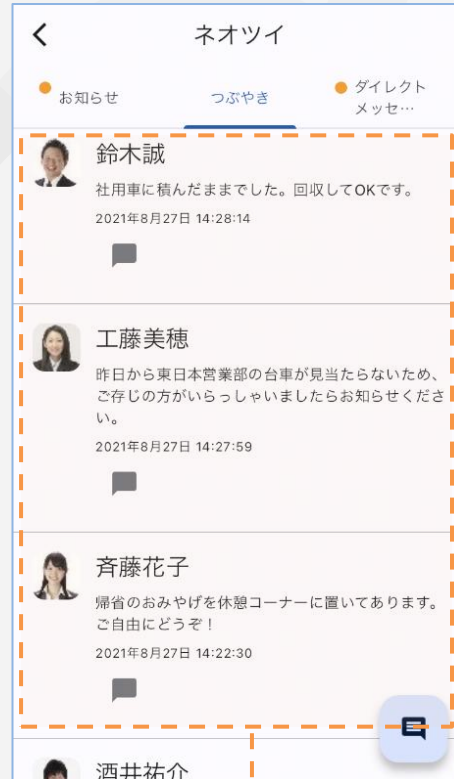 ネオツイ
お知らせ
つぶやき
ダイレクト
メッセ…
鈴木誠
社用車に積んだままでした。回収してOKです。
2021年8月27日 14:28:14
工藤美穂
昨日から東日本営業部の台車が見当たらないため、
ご存じの方がいらっしゃいましたらお知らせくださ
い。
2021年8月27日 14:27:59
斉藤花子
帰省のおみやげを休憩コーナーに置いてあります。
ご自由にどうぞ！
2021年8月27日 14:22:30
酒井祐介